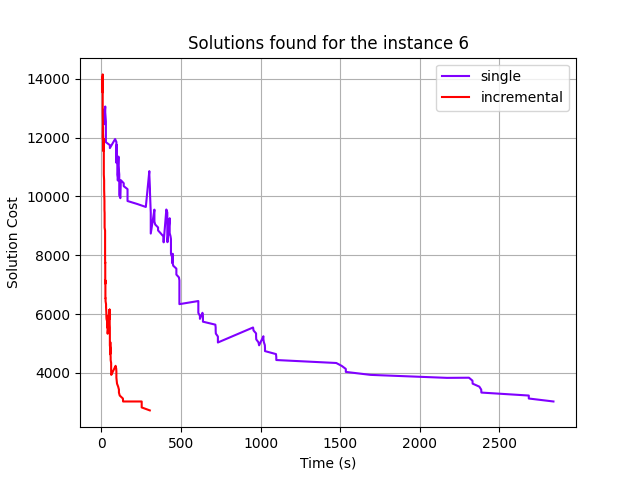 Solutions found for the instance 6
single
incremental
14000
12000
10000
8000
6000
4000
Solution Cost
0 500 1000 1500 2000 2500
Time (s)